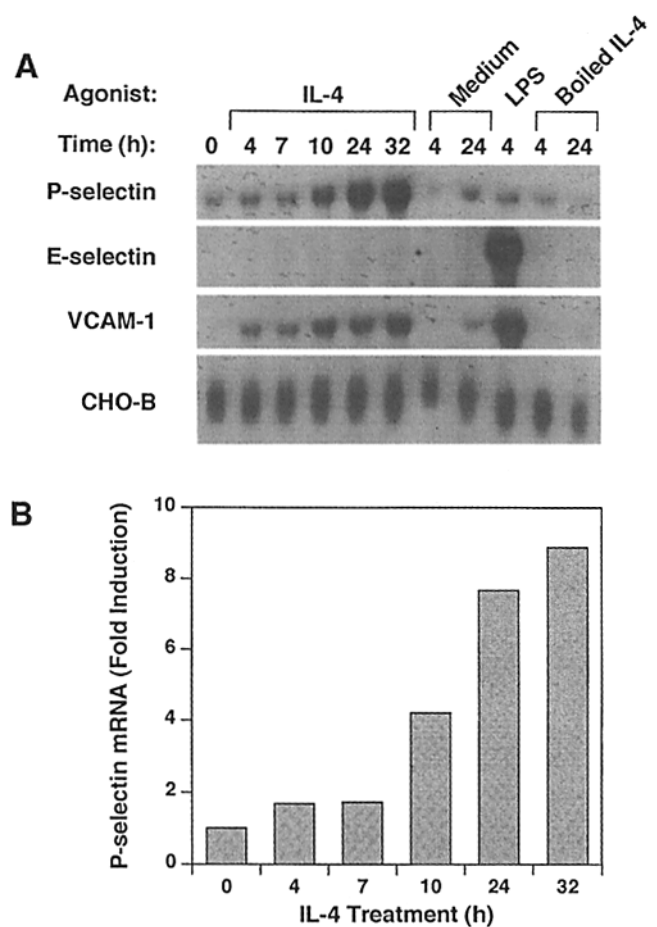 A
Agonist: IL-4 Medium LPS Boiled IL-4
Time (h): 0 4 7 10 24 32 4 24 4 4 24
P-selectin
E-selectin
VCAM-1
CHO-B
B
P-selectin mRNA (Fold Induction)
10
8
6
4
2
0
0 4 7 10 24 32
IL-4 Treatment (h)